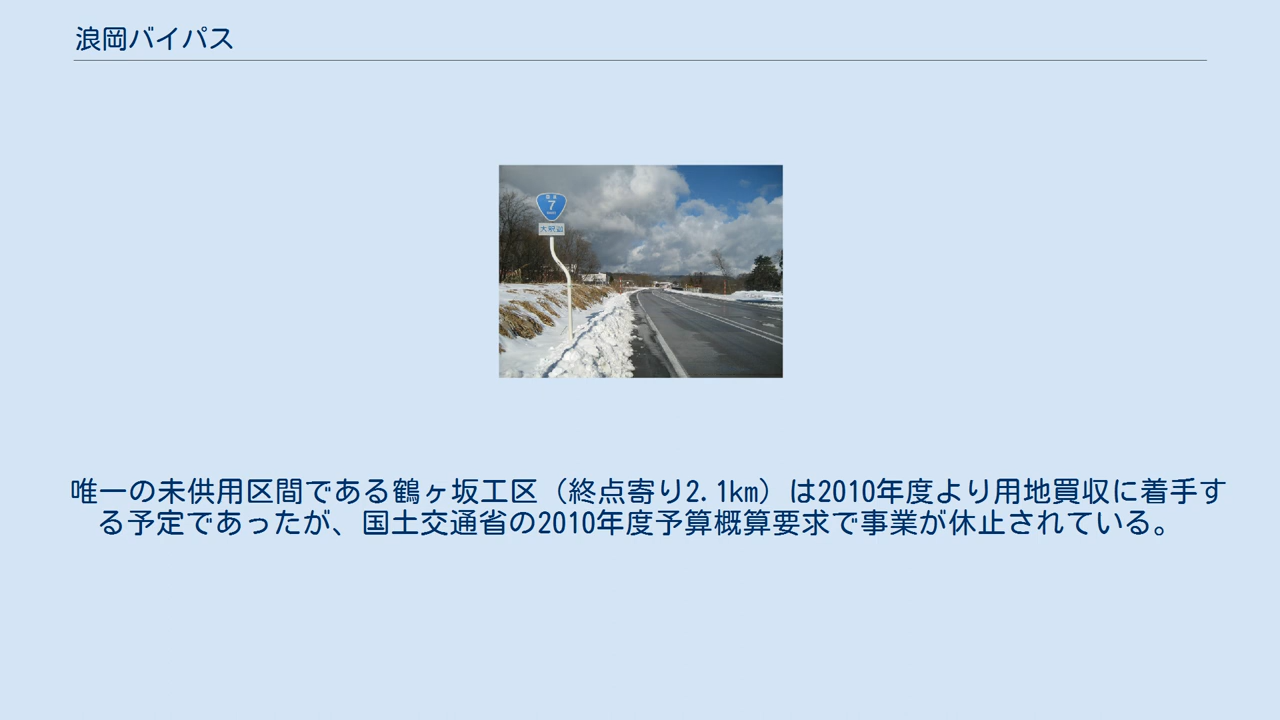 浪岡バイパス
7
大釈迦
唯一の未供用区間である鶴ヶ坂工区（終点寄り2.1km）は2010年度より用地買収に着手す
る予定であったが、国土交通省の2010年度予算概算要求で事業が休止されている。